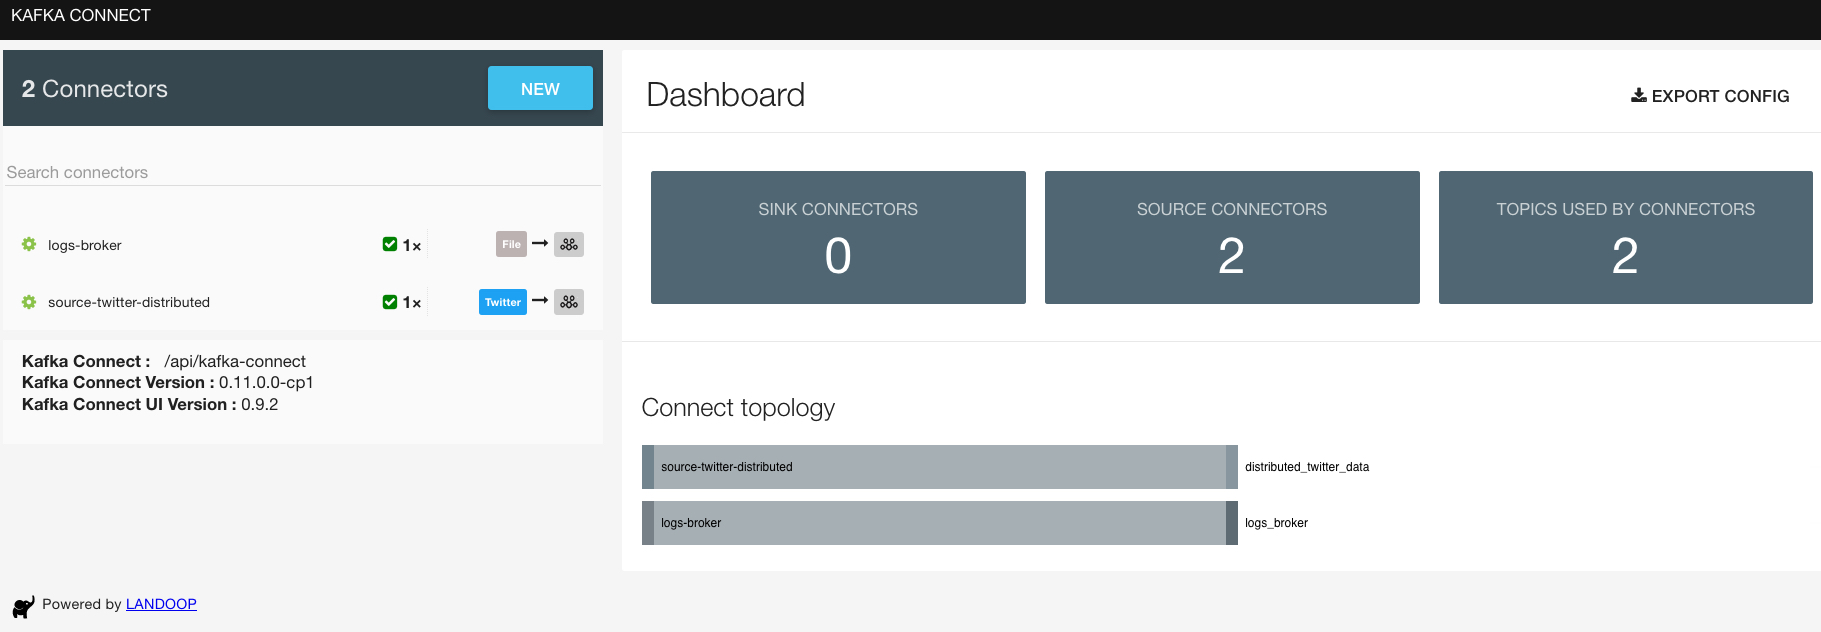 KAFKA CONNECT
2 Connectors
NEW
Search connectors
logs-broker
1x
File
source-twitter-distributed
1x
Twitter
Kafka Connect : /api/kafka-connect
Kafka Connect Version : 0.11.0.0-cp1
Kafka Connect UI Version : 0.9.2
Powered by LANDOOP
Dashboard
EXPORT CONFIG
SINK CONNECTORS
0
SOURCE CONNECTORS
2
TOPICS USED BY CONNECTORS
2
Connect topology
source-twitter-distributed
distributed_twitter_data
logs-broker
logs_broker